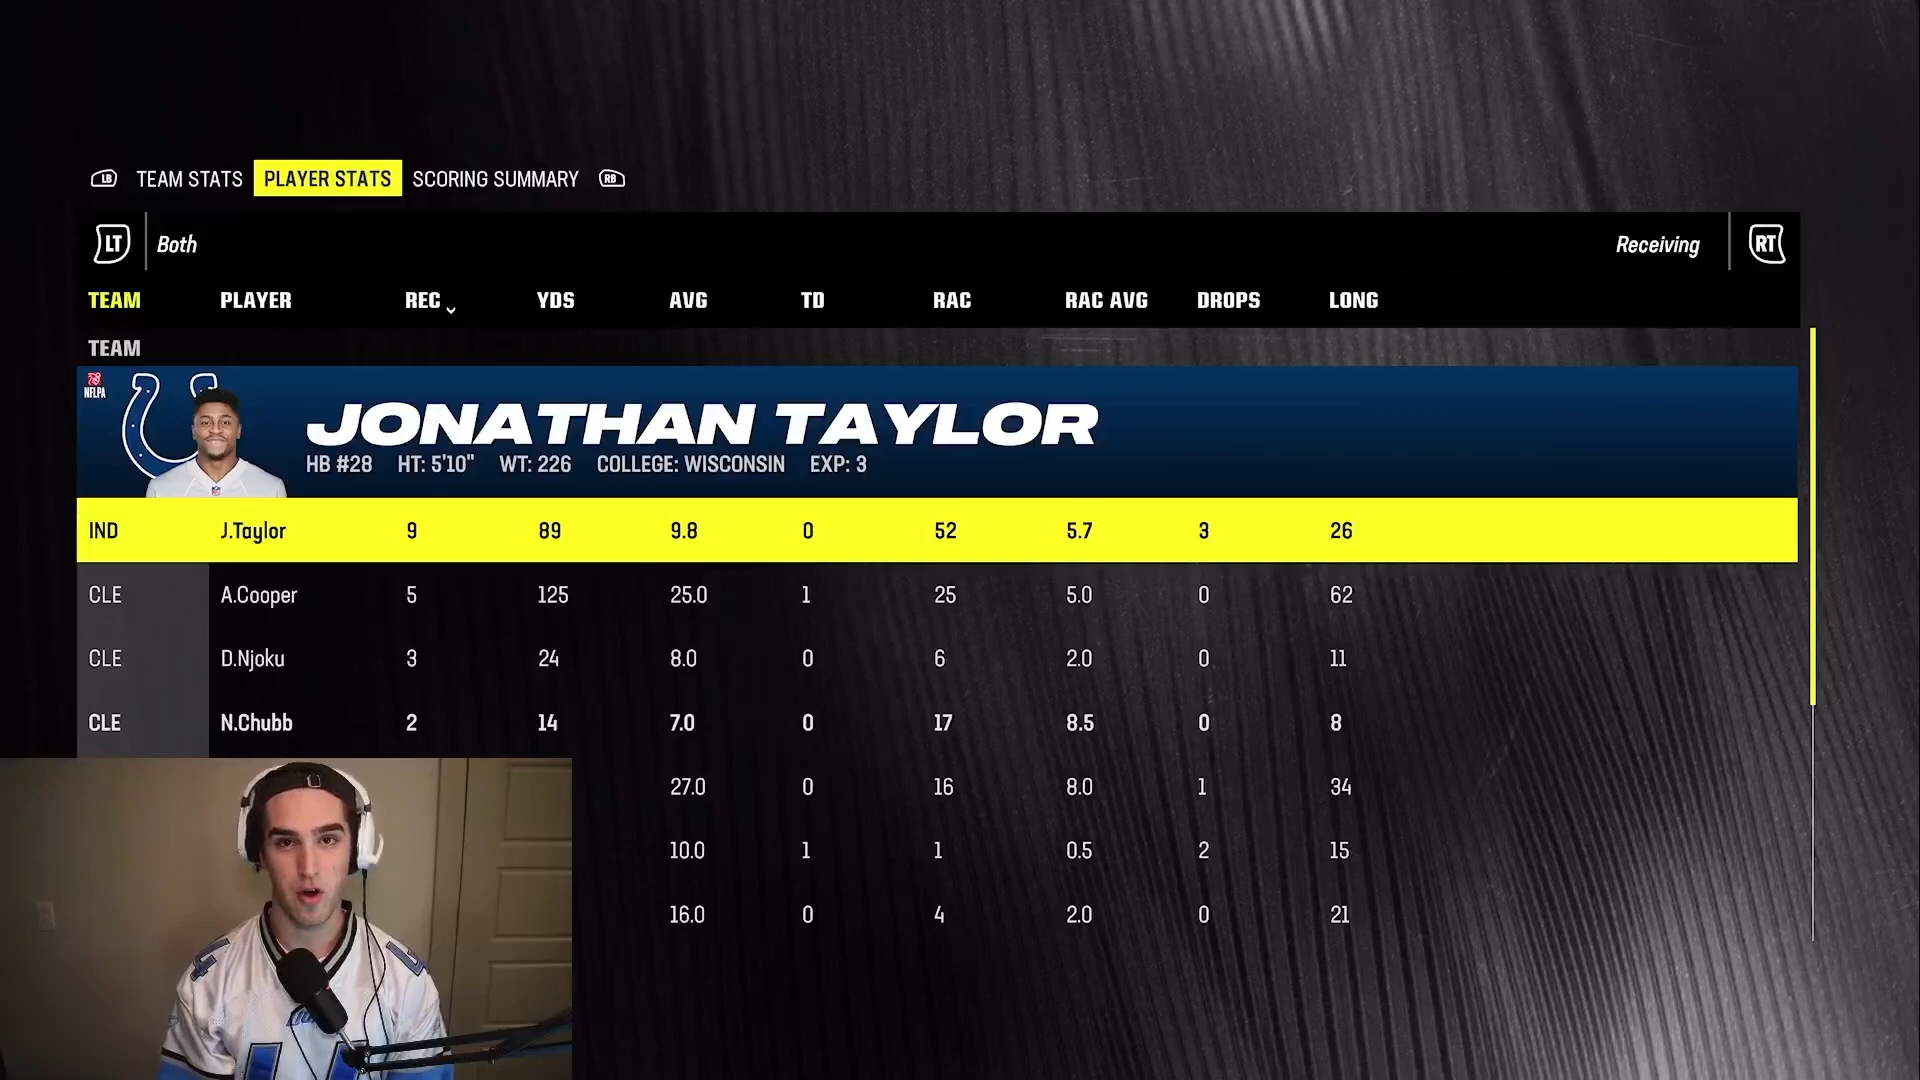 LB TEAM STATS PLAYER STATS SCORING SUMMARY RB
LT Both Receiving RT
TEAM PLAYER REC YDS AVG TD RAC RAC AVG DROPS LONG
TEAM
NFLPA
JONATHAN TAYLOR
HB #28 HT: 5'10" WT: 226 COLLEGE: WISCONSIN EXP: 3
IND J.Taylor 9 89 9.8 0 52 5.7 3 26
CLE A.Cooper 5 125 25.0 1 25 5.0 0 62
CLE D.Njoku 3 24 8.0 0 6 2.0 0 11
CLE N.Chubb 2 14 7.0 0 17 8.5 0 8
27.0 0 16 8.0 1 34
10.0 1 1 0.5 2 15
16.0 0 4 2.0 0 21